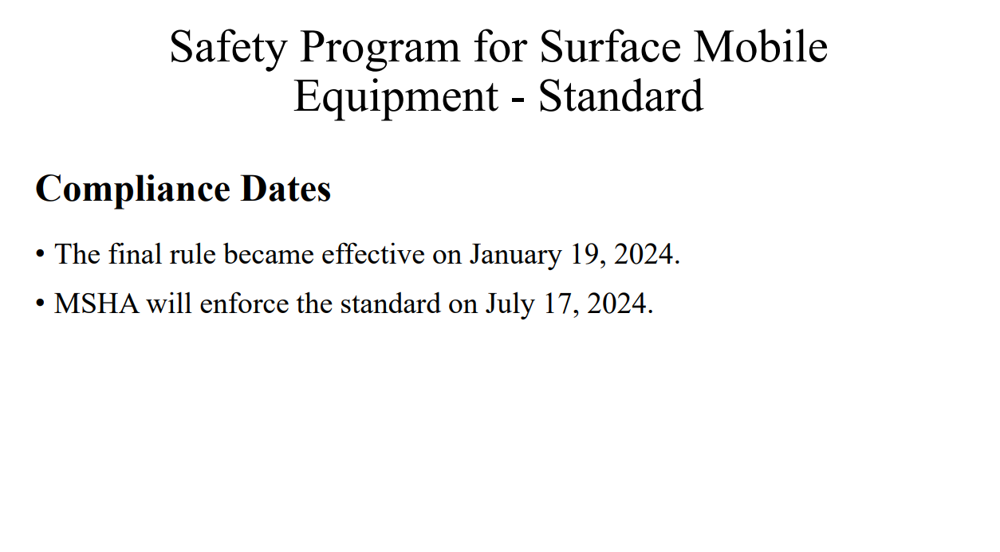 Safety Program for Surface Mobile
Equipment - Standard
Compliance Dates
• The final rule became effective on January 19, 2024.
• MSHA will enforce the standard on July 17, 2024.